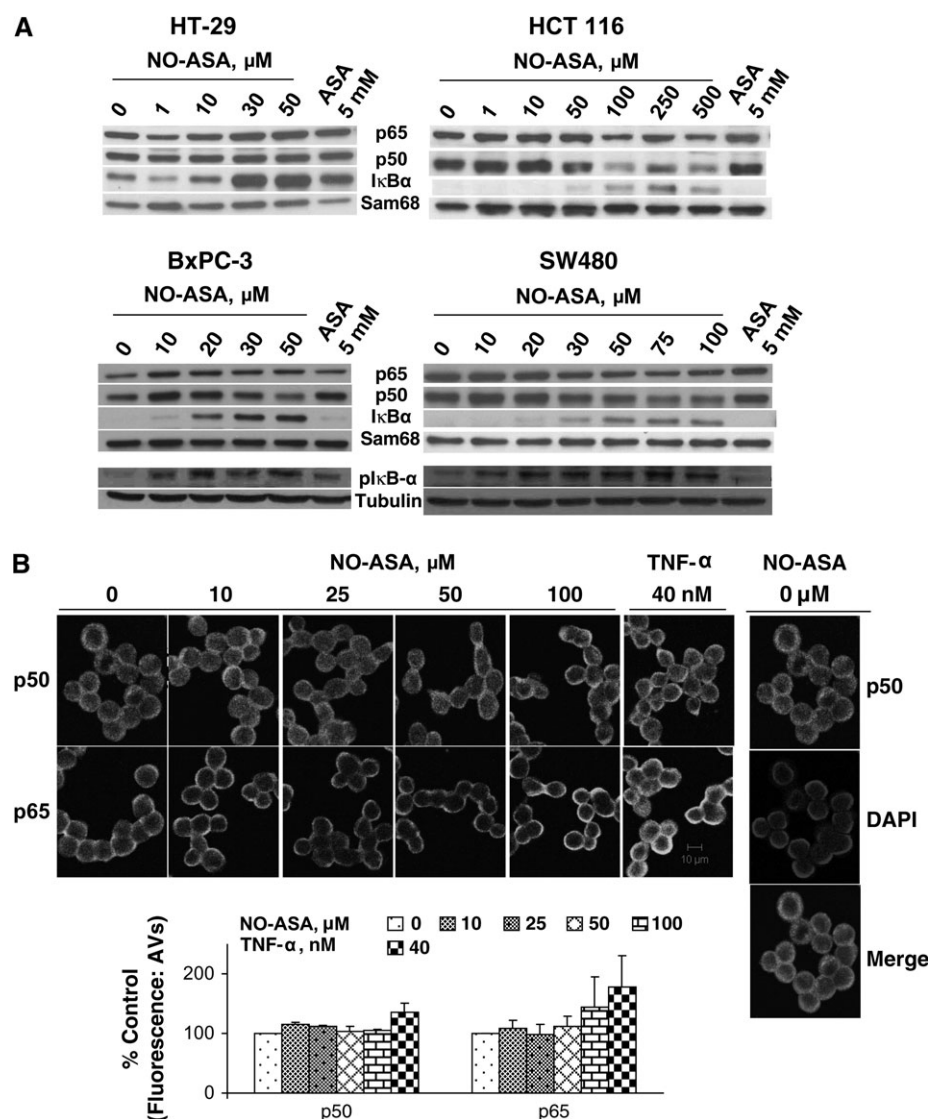 A
HT-29
HCT 116
NO-ASA, µM
NO-ASA, µM
0 1 10 30 50 ASA 5 mM
0 1 10 50 100 250 500 ASA 5 mM
p65
p50
IκBα
Sam68
BxPC-3
SW480
NO-ASA, µM
NO-ASA, µM
0 10 20 30 50 ASA 5 mM
0 10 20 30 50 75 100 ASA 5 mM
p65
p50
IκBα
Sam68
pIκB-α
Tubulin
B
NO-ASA, µM TNF-α NO-ASA
0 10 25 50 100 40 nM 0 µM
p50 p50
p65 DAPI
10 µm
Merge
NO-ASA, µM 0 10 25 50 100
TNF-α, nM 40
% Control
(Fluorescence: AVs)
200
100
0
p50 p65